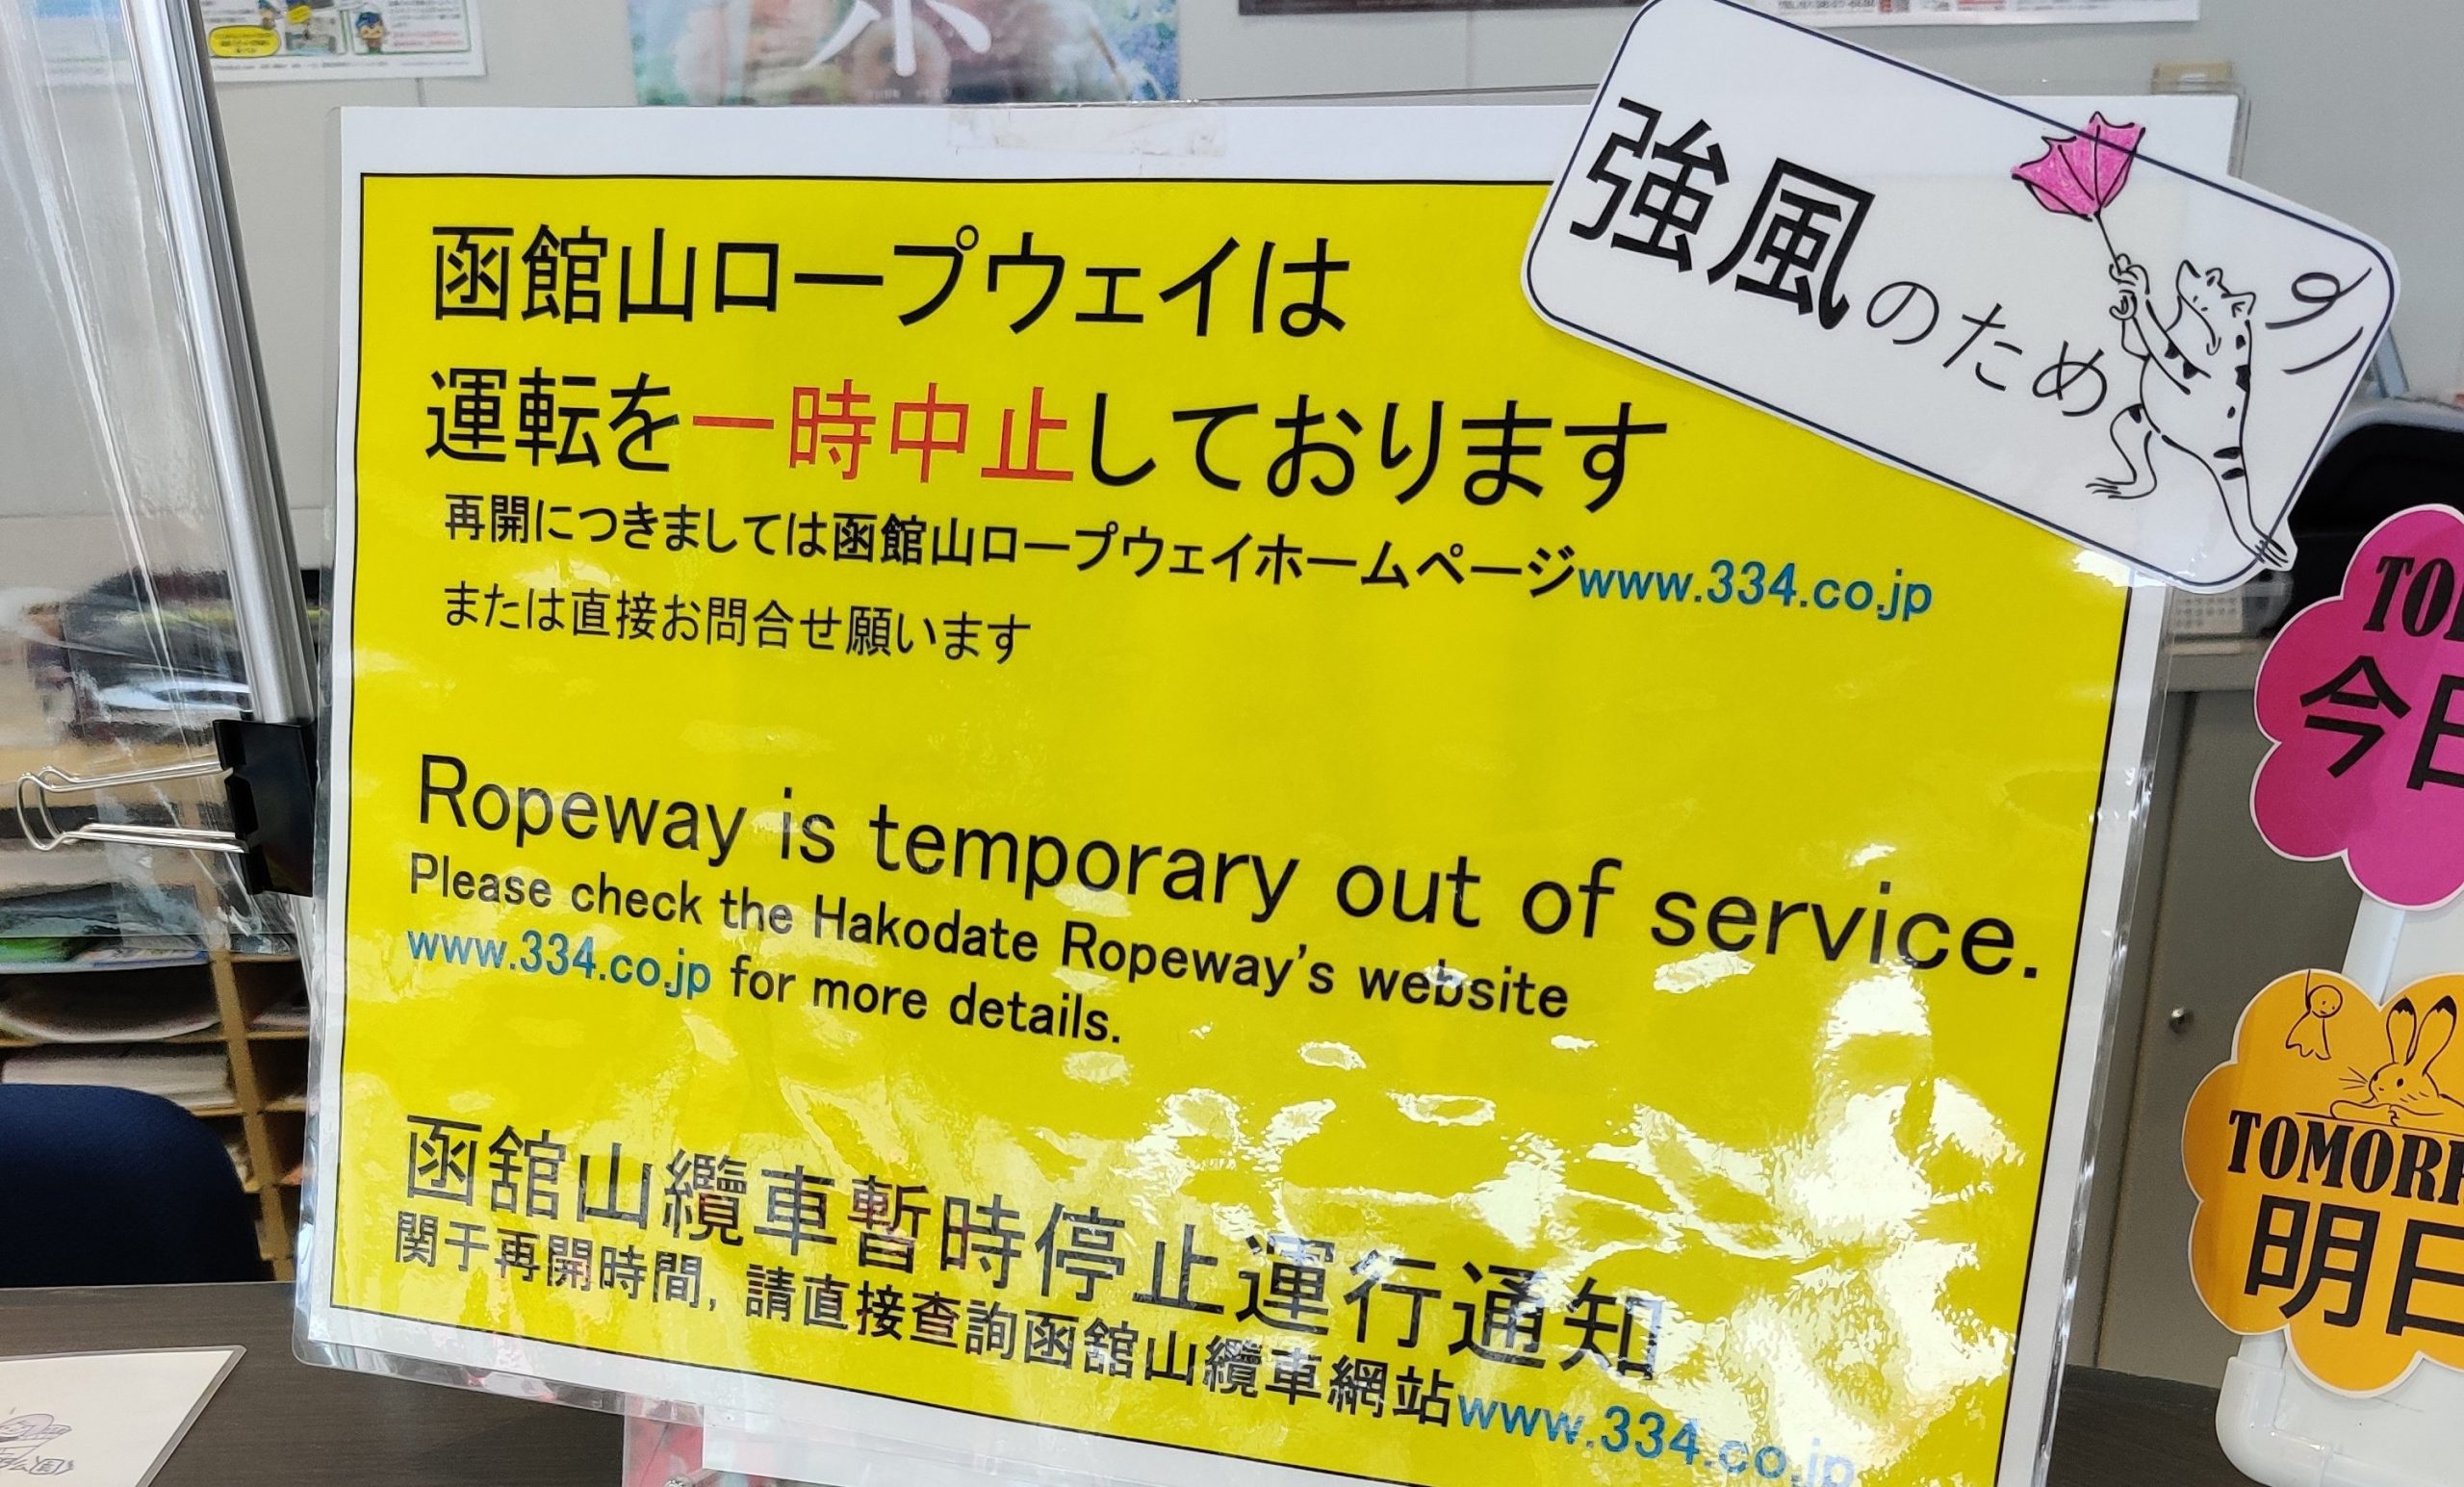 強風のため
函館山ロープウェイは
運転を一時中止しております
再開につきましては函館山ロープウェイホームページwww.334.co.jp
または直接お問合せ願います
Ropeway is temporary out of service.
Please check the Hakodate Ropeway's website
www.334.co.jp for more details.
函舘山纜車暫時停止運行通知
関于再開時間，請直接查詢函舘山纜車網站www.334.co.jp
今日
TOMORR
明日